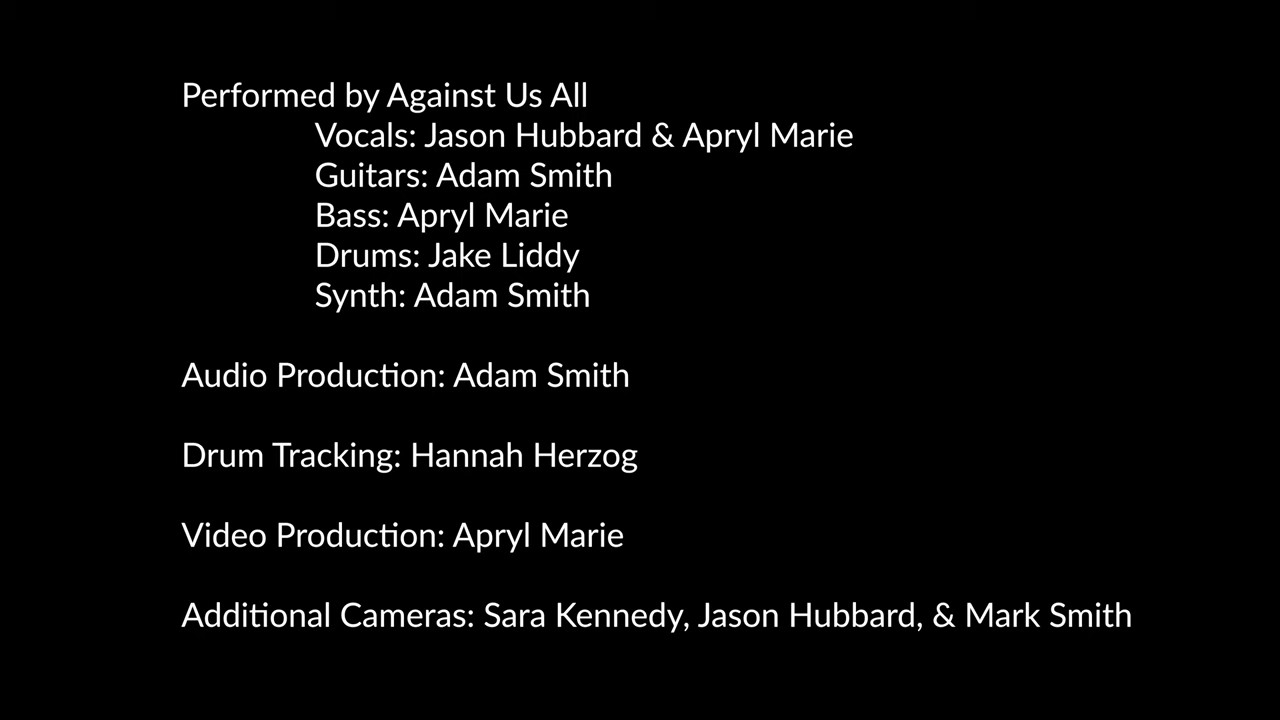 Performed by Against Us All
Vocals: Jason Hubbard & Apryl Marie
Guitars: Adam Smith
Bass: Apryl Marie
Drums: Jake Liddy
Synth: Adam Smith
Audio Production: Adam Smith
Drum Tracking: Hannah Herzog
Video Production: Apryl Marie
Additional Cameras: Sara Kennedy, Jason Hubbard, & Mark Smith